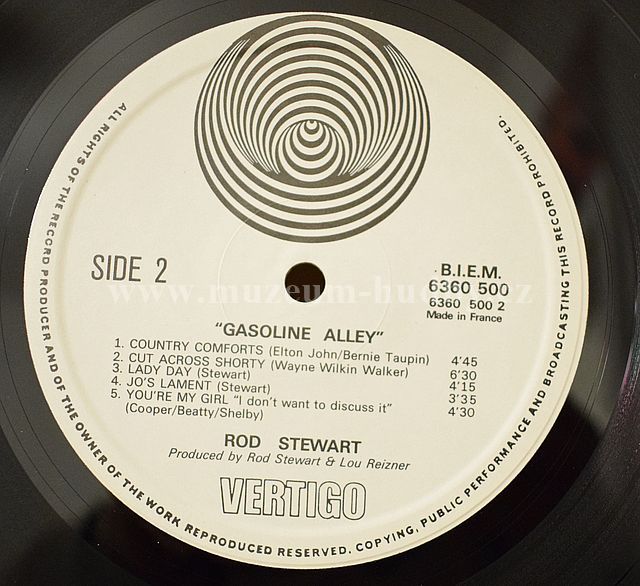 ALL RIGHTS OF THE RECORD PRODUCER AND OF THE OWNER OF THE WORK REPRODUCED RESERVED. COPYING, PUBLIC PERFORMANCE AND BROADCASTING THIS RECORD PROHIBITED.
SIDE 2
B.I.E.M.
6360 500
6360 500 2
Made in France
"GASOLINE ALLEY"
1. COUNTRY COMFORTS (Elton John/Bernie Taupin) 4'45
2. CUT ACROSS SHORTY (Wayne Wilkin Walker) 6'30
3. LADY DAY (Stewart) 4'15
4. JO'S LAMENT (Stewart) 3'35
5. YOU'RE MY GIRL "I don't want to discuss it" 4'30
(Cooper/Beatty/Shelby)
ROD STEWART
Produced by Rod Stewart & Lou Reizner
VERTIGO